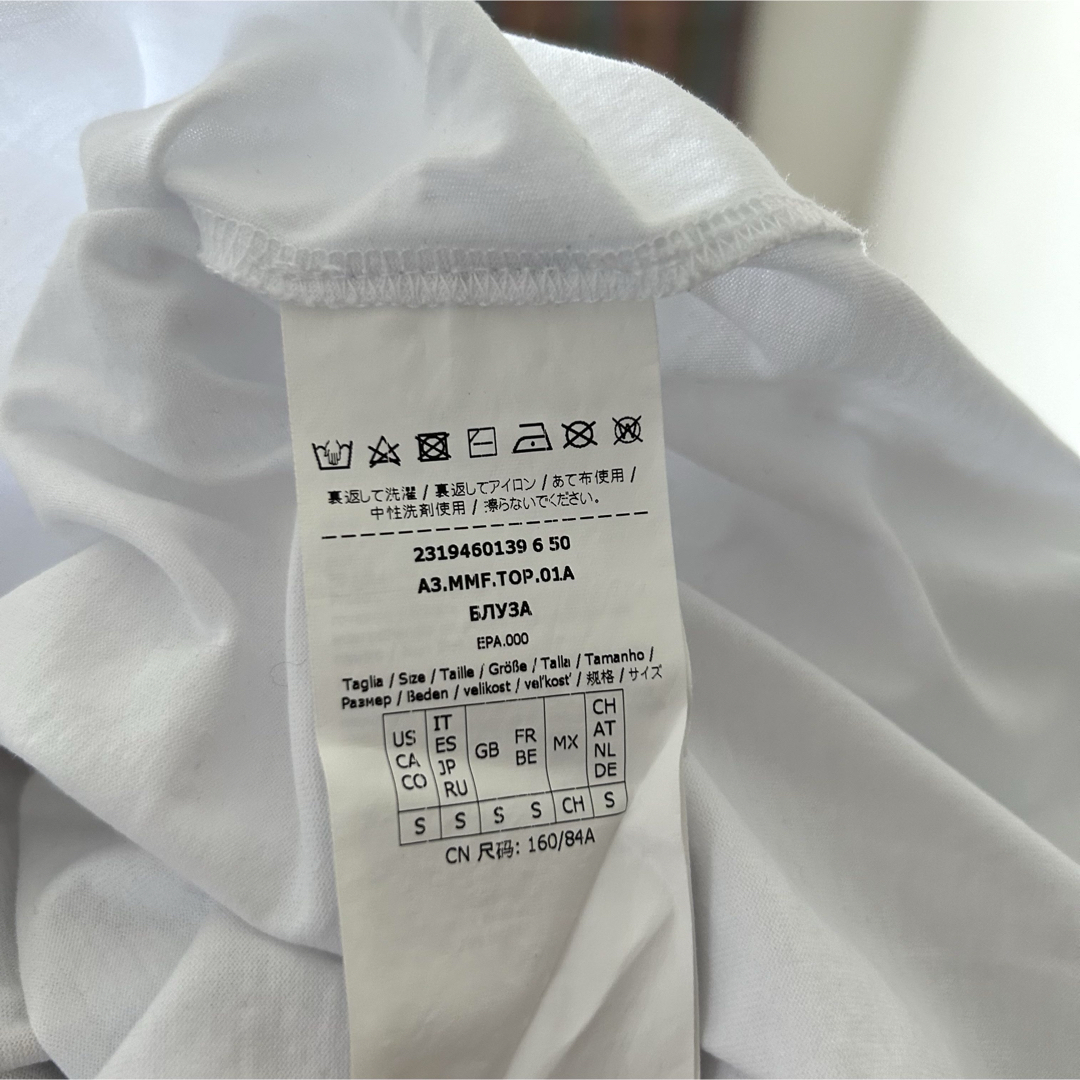 裏返して洗濯 / 裏返してアイロン / あて布使用 /
中性洗剤使用 / 擦らないでください。
2319460139 6 50
A3.MMF.TOP.01A
БЛУЗА
EPA.000
Taglia / Size / Taille / Größe / Talla / Tamanho /
Размер / Beden / velikost / veľkosť / 规格 / サイズ
US CA CO
IT ES JP RU
GB
FR BE
MX
CH AT NL DE
S S S S CH S
CN 尺码: 160/84A